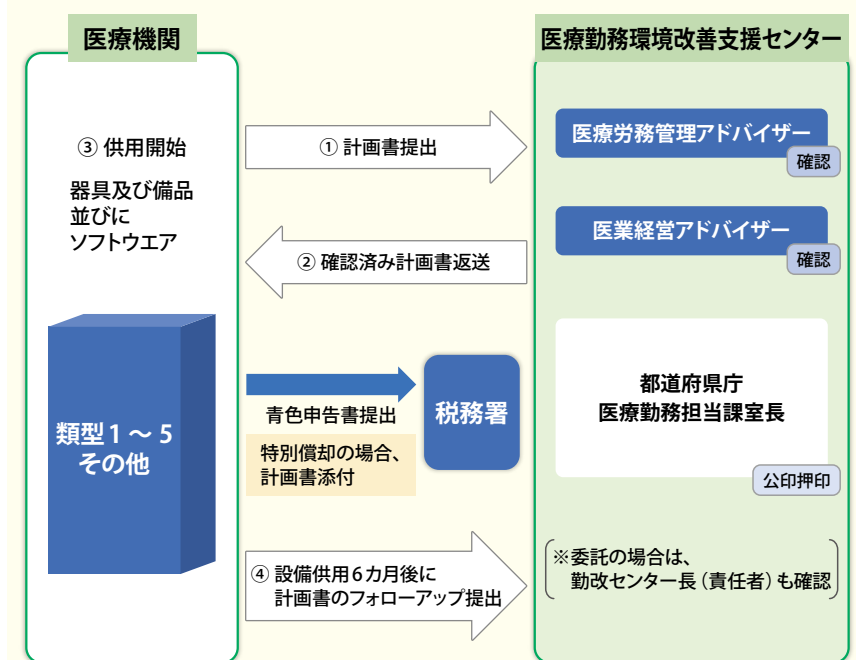 医療機関
医療勤務環境改善支援センター
③ 供用開始
器具及び備品
並びに
ソフトウエア
類型1 ～ 5
その他
① 計画書提出
② 確認済み計画書返送
青色申告書提出
特別償却の場合、
計画書添付
税務署
④ 設備供用6カ月後に
計画書のフォローアップ提出
医療労務管理アドバイザー
確認
医業経営アドバイザー
確認
都道府県庁
医療勤務担当課室長
公印押印
※委託の場合は、
勤改センター長（責任者）も確認